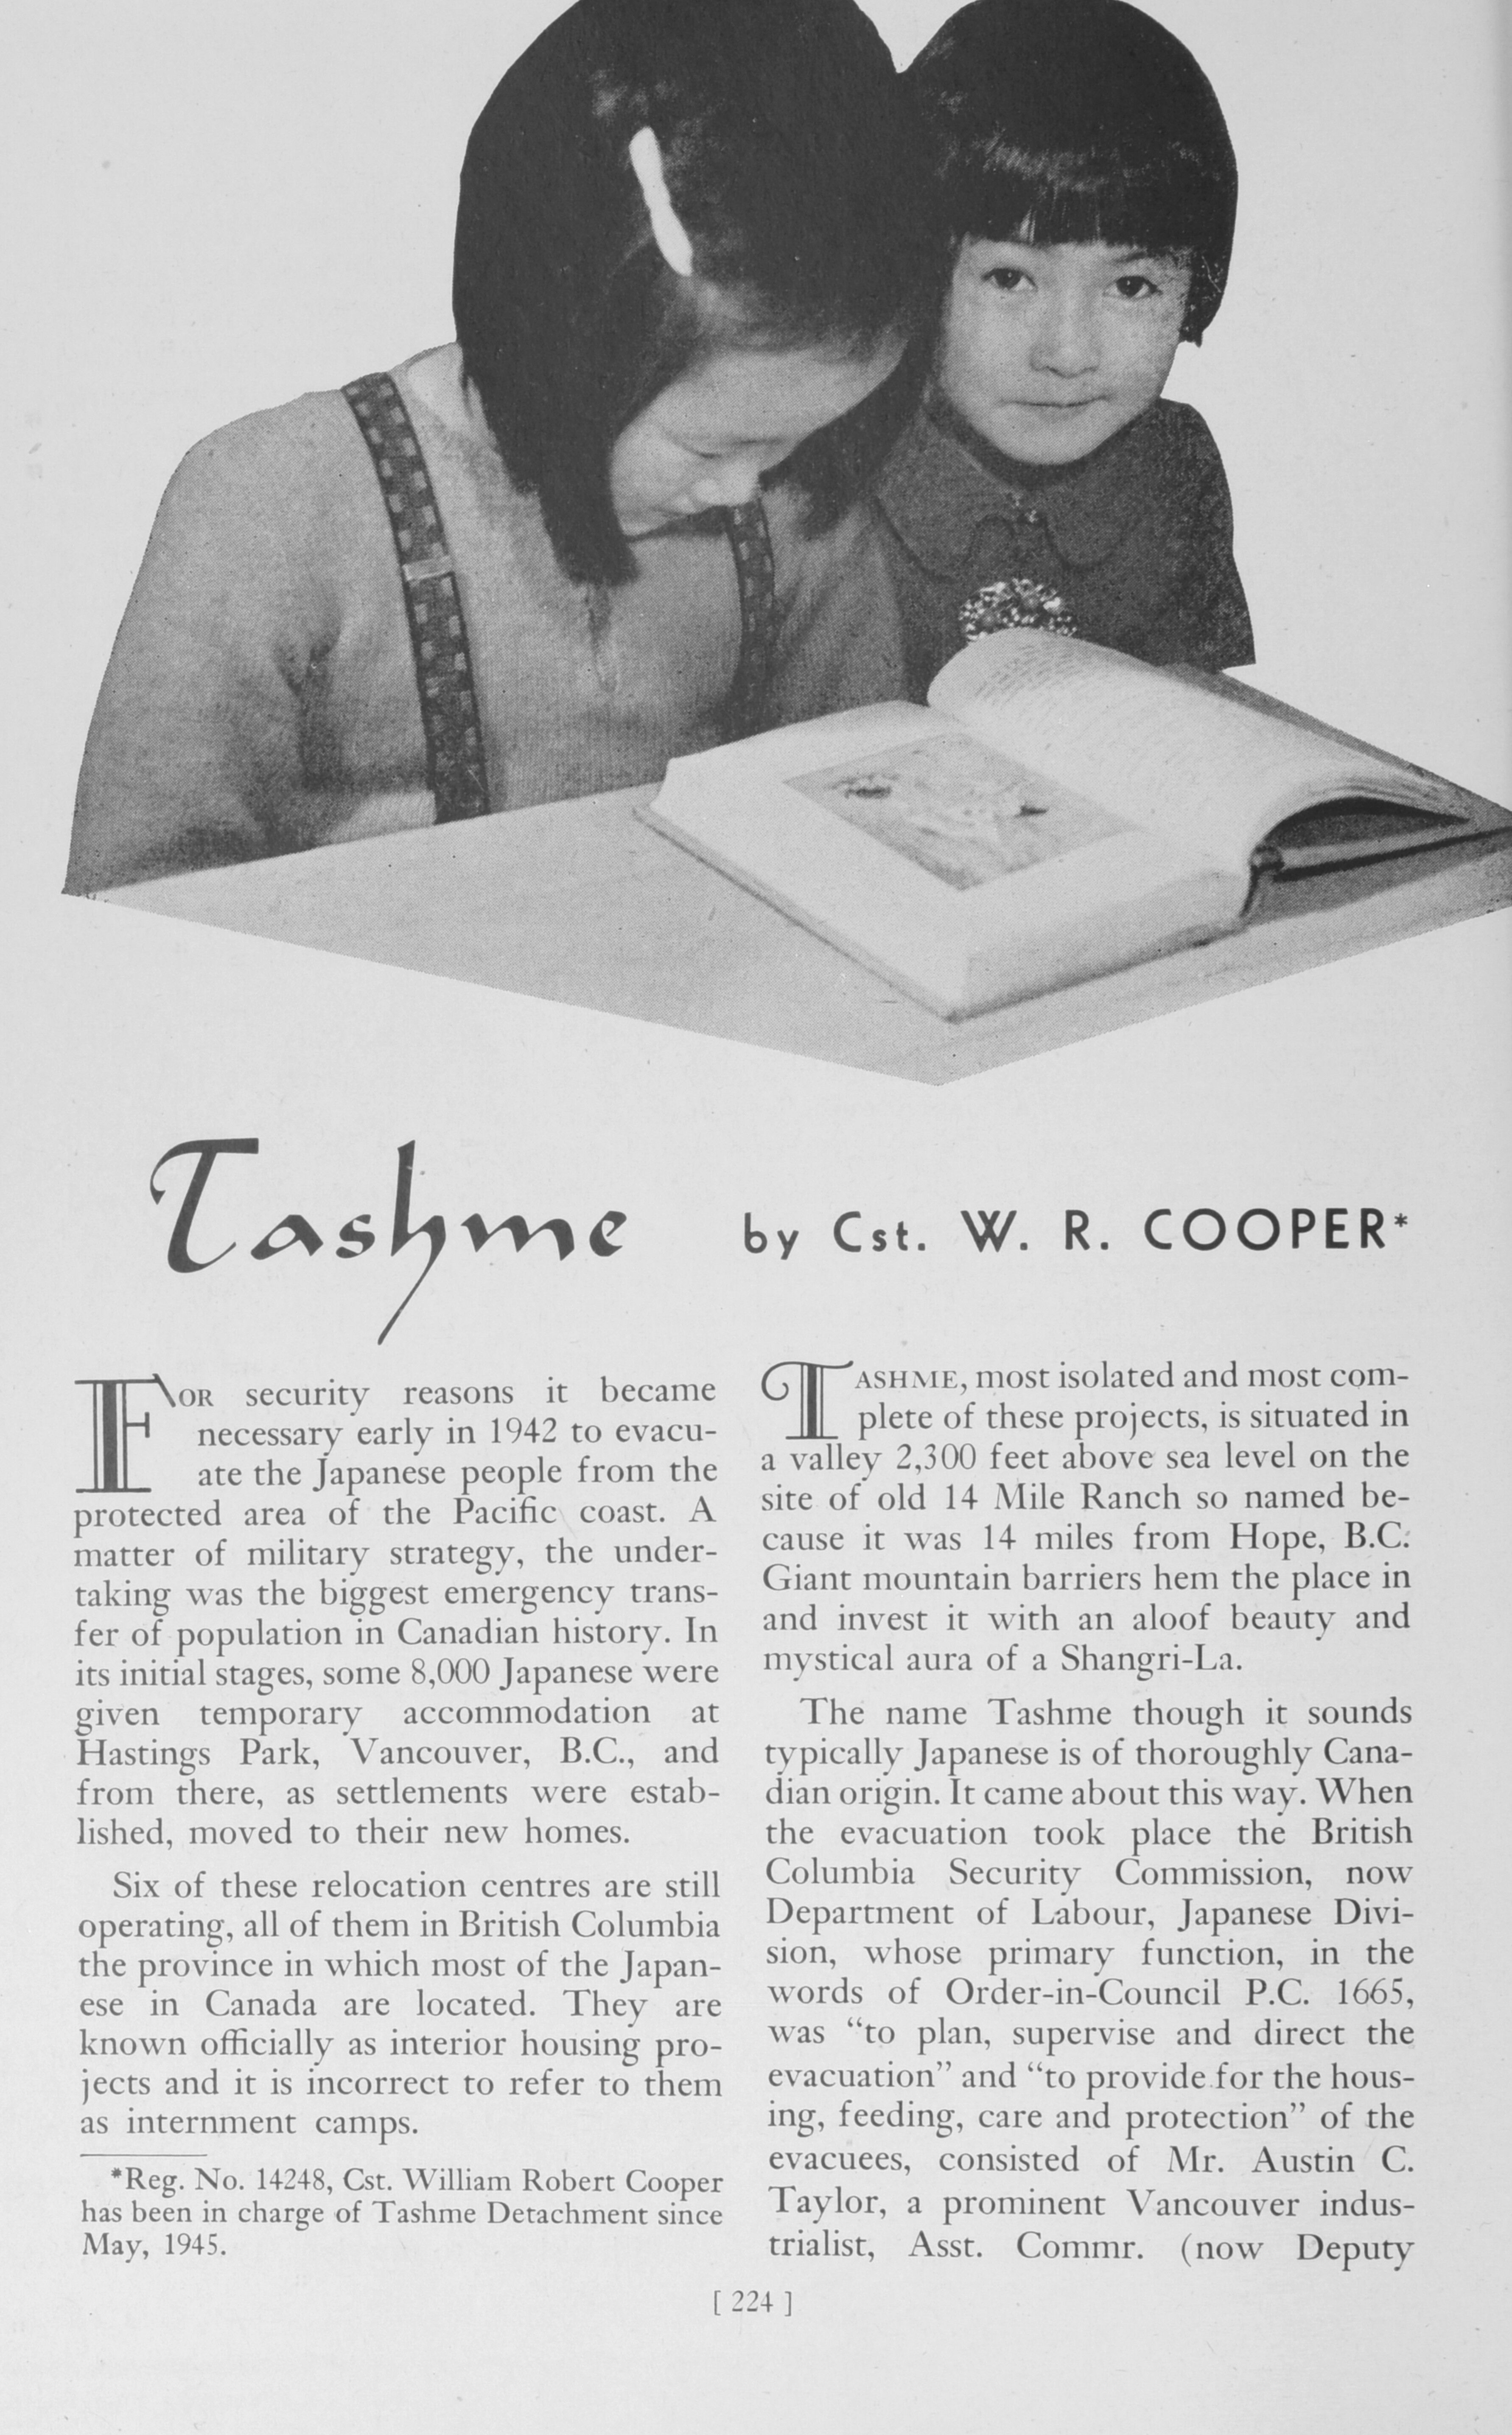 Tashme by Cst. W. R. COOPER*
FOR security reasons it became
necessary early in 1942 to evacu-
ate the Japanese people from the
protected area of the Pacific coast. A
matter of military strategy, the under-
taking was the biggest emergency trans-
fer of population in Canadian history. In
its initial stages, some 8,000 Japanese were
given temporary accommodation at
Hastings Park, Vancouver, B.C., and
from there, as settlements were estab-
lished, moved to their new homes.
Six of these relocation centres are still
operating, all of them in British Columbia
the province in which most of the Japan-
ese in Canada are located. They are
known officially as interior housing pro-
jects and it is incorrect to refer to them
as internment camps.
*Reg. No. 14248, Cst. William Robert Cooper
has been in charge of Tashme Detachment since
May, 1945.
TASHME, most isolated and most com-
plete of these projects, is situated in
a valley 2,300 feet above sea level on the
site of old 14 Mile Ranch so named be-
cause it was 14 miles from Hope, B.C.
Giant mountain barriers hem the place in
and invest it with an aloof beauty and
mystical aura of a Shangri-La.
The name Tashme though it sounds
typically Japanese is of thoroughly Cana-
dian origin. It came about this way. When
the evacuation took place the British
Columbia Security Commission, now
Department of Labour, Japanese Divi-
sion, whose primary function, in the
words of Order-in-Council P.C. 1665,
was “to plan, supervise and direct the
evacuation” and “to provide for the hous-
ing, feeding, care and protection” of the
evacuees, consisted of Mr. Austin C.
Taylor, a prominent Vancouver indus-
trialist, Asst. Commr. (now Deputy
[ 224 ]